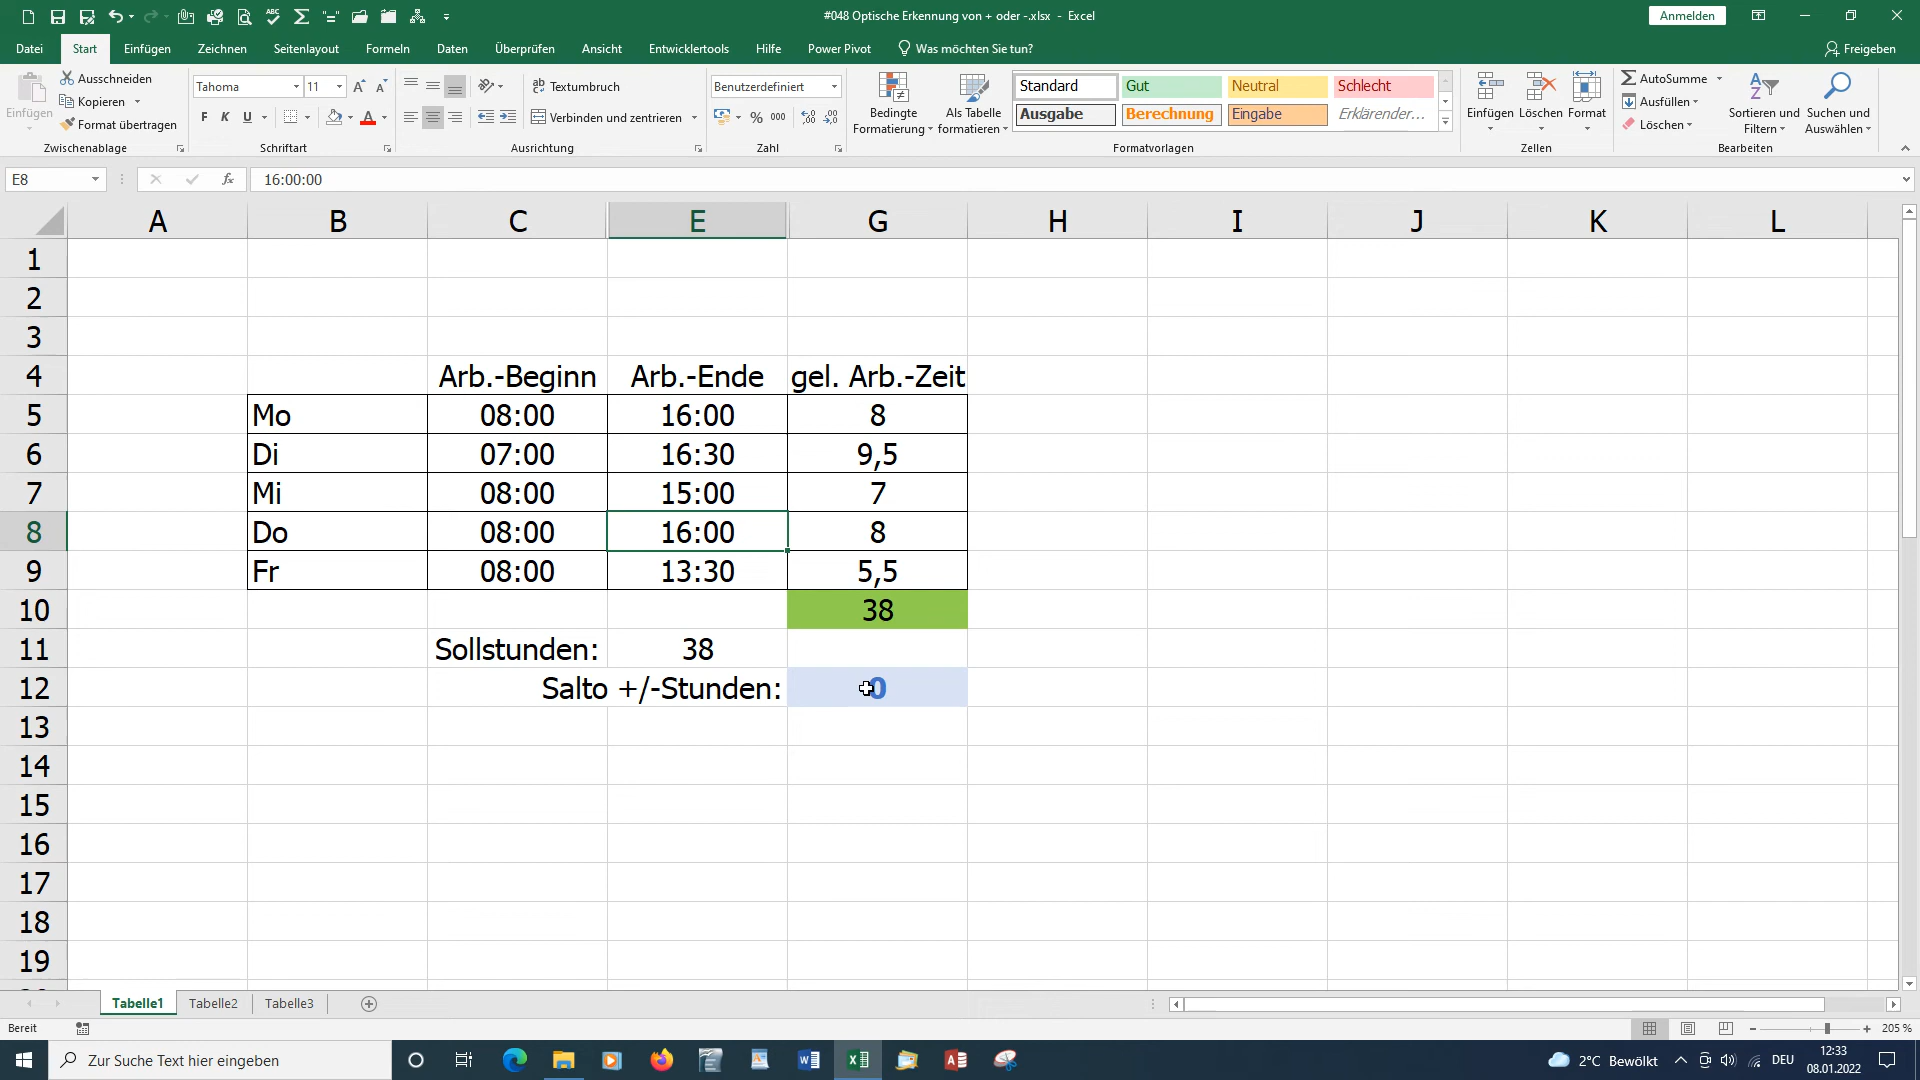 #048 Optische Erkennung von + oder -.xlsx - Excel
Anmelden
Datei Start Einfügen Zeichnen Seitenlayout Formeln Daten Überprüfen Ansicht Entwicklertools Hilfe Power Pivot Was möchten Sie tun? Freigeben
Einfügen
Ausschneiden
Kopieren
Format übertragen
Zwischenablage
Tahoma 11
F K U
Schriftart
Textumbruch
Verbinden und zentrieren
Ausrichtung
Benutzerdefiniert
% 000
Zahl
Bedingte Formatierung
Als Tabelle formatieren
Standard Gut Neutral Schlecht
Ausgabe Berechnung Eingabe Erklärender...
Formatvorlagen
Einfügen Löschen Format
Zellen
AutoSumme
Ausfüllen
Löschen
Sortieren und Filtern
Suchen und Auswählen
Bearbeiten
E8 fx 16:00:00
A B C E G H I J K L
1
2
3
4 Arb.-Beginn Arb.-Ende gel. Arb.-Zeit
5 Mo 08:00 16:00 8
6 Di 07:00 16:30 9,5
7 Mi 08:00 15:00 7
8 Do 08:00 16:00 8
9 Fr 08:00 13:30 5,5
10 38
11 Sollstunden: 38
12 Salto +/-Stunden: 0
13
14
15
16
17
18
19
Tabelle1 Tabelle2 Tabelle3
Bereit
205 %
Zur Suche Text hier eingeben
2°C Bewölkt
DEU
12:33
08.01.2022